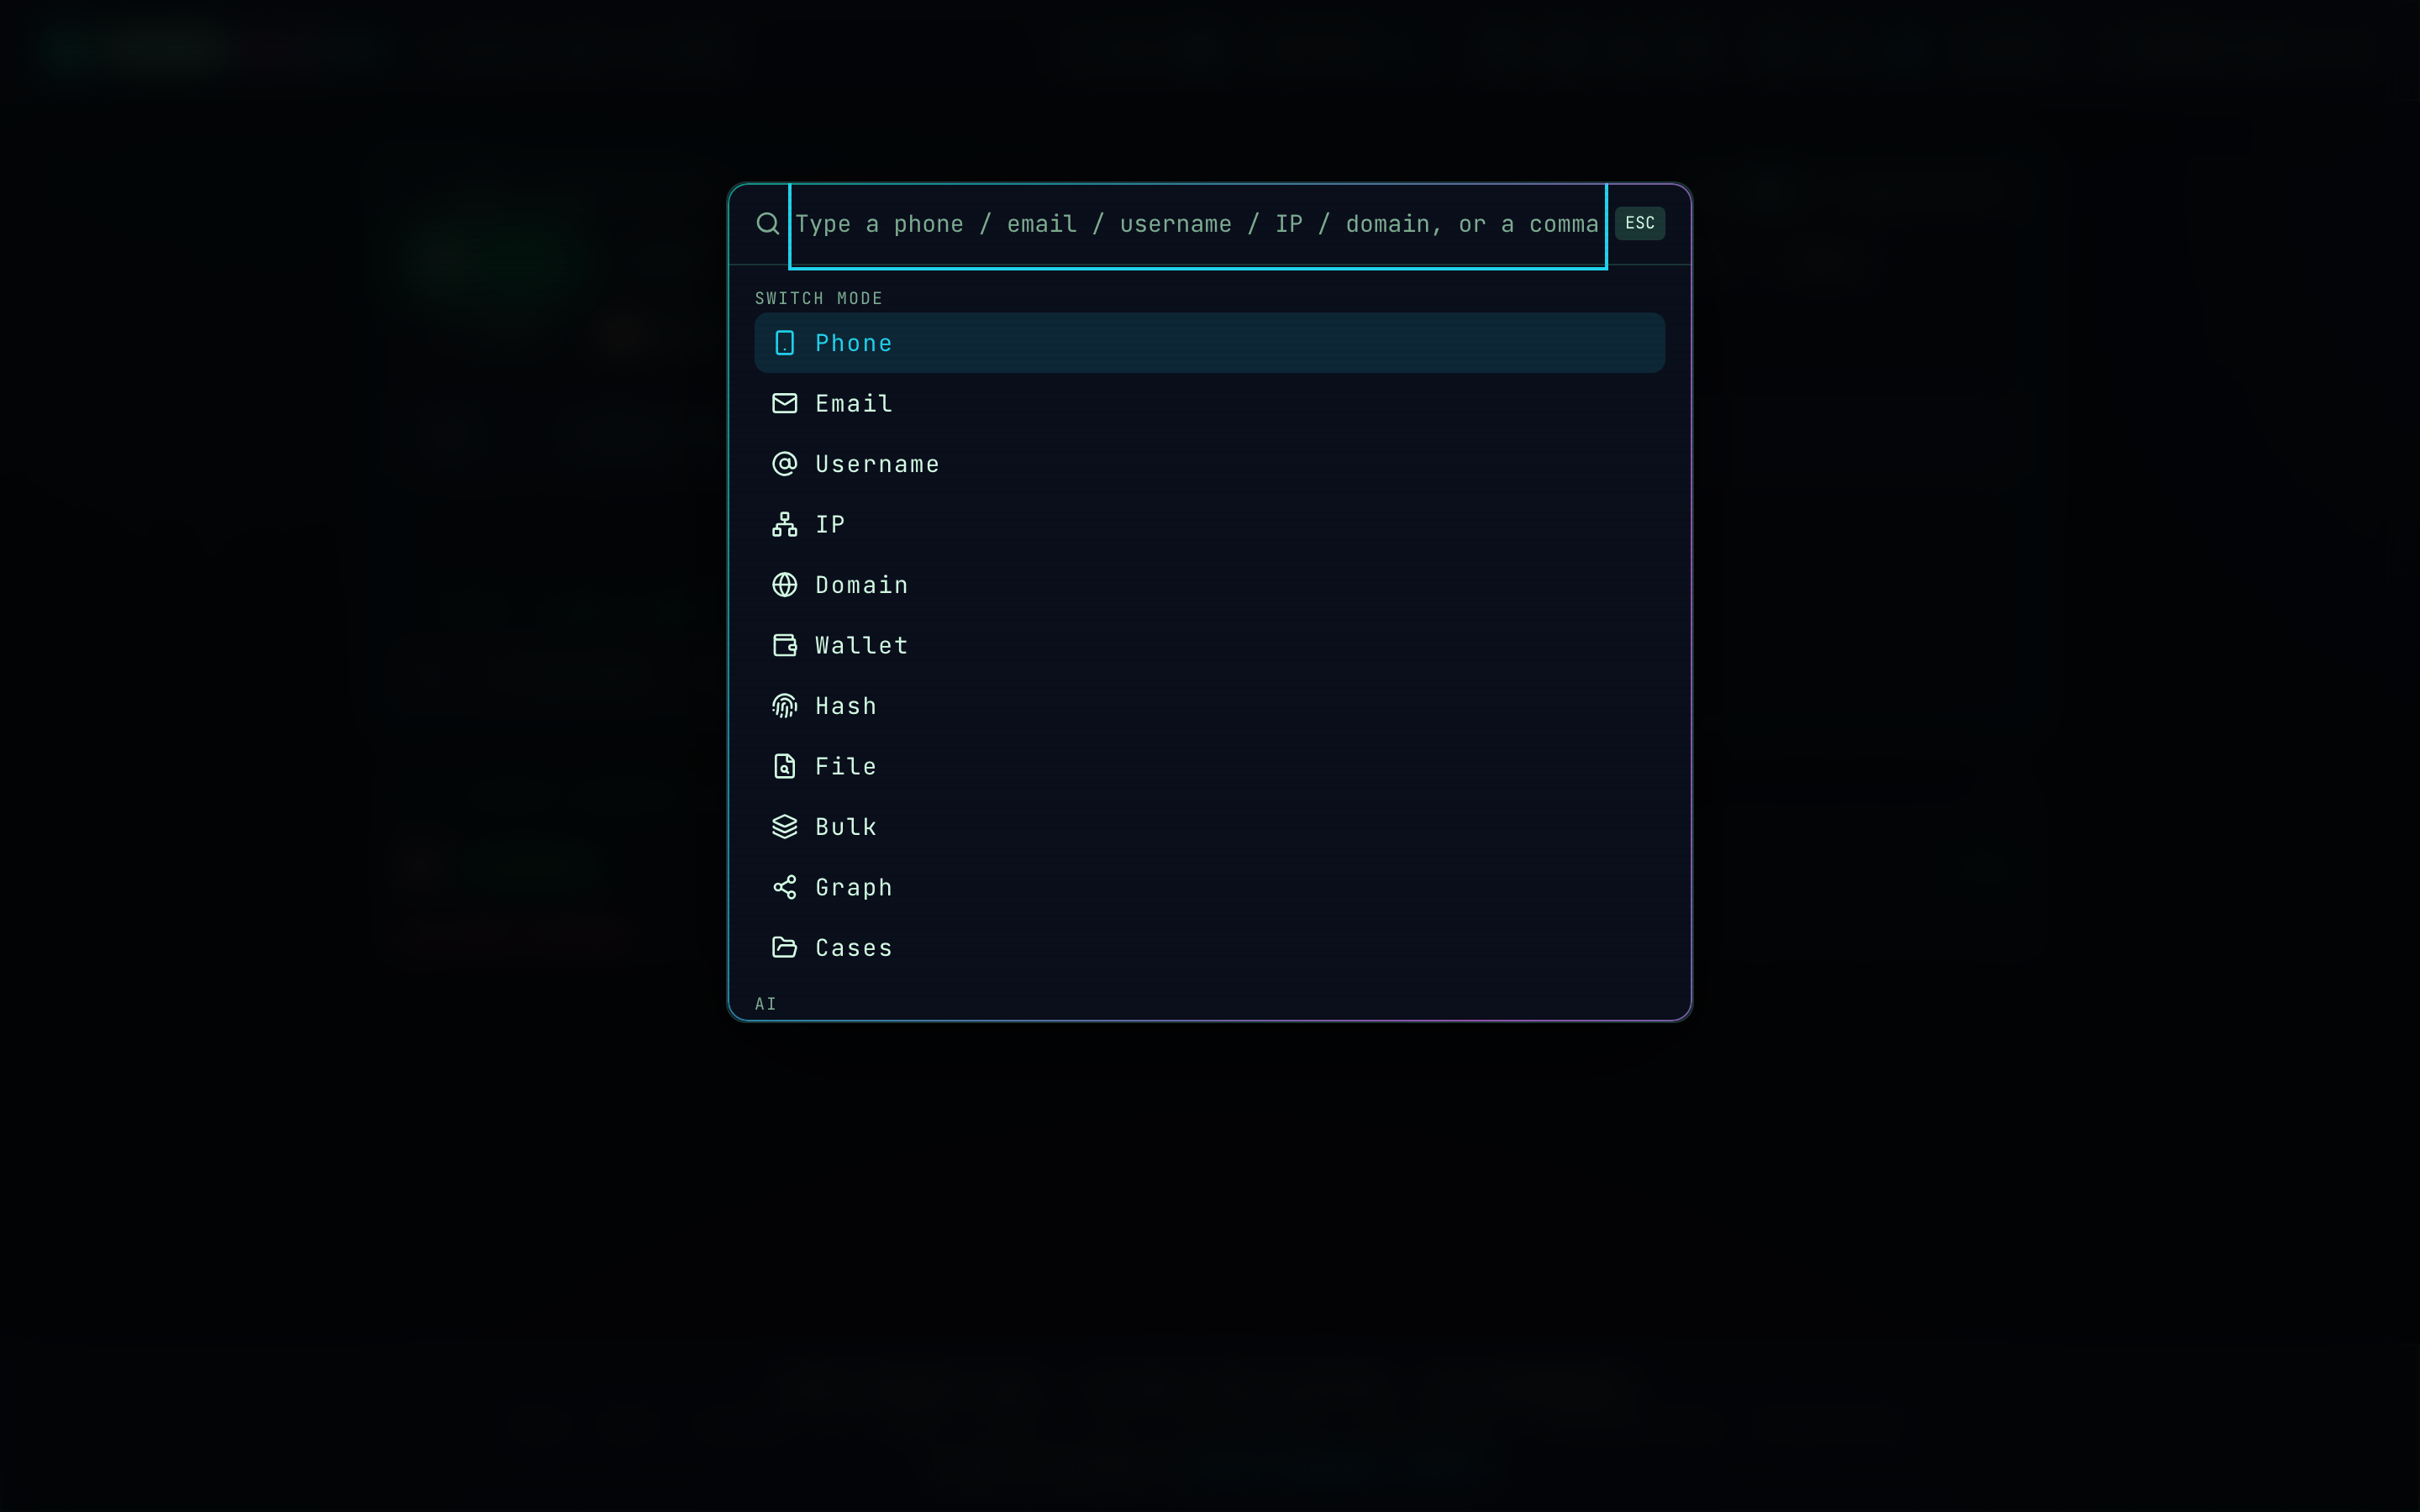 Type a phone / email / username / IP / domain, or a comma
ESC
SWITCH MODE
Phone
Email
Username
IP
Domain
Wallet
Hash
File
Bulk
Graph
Cases
AI